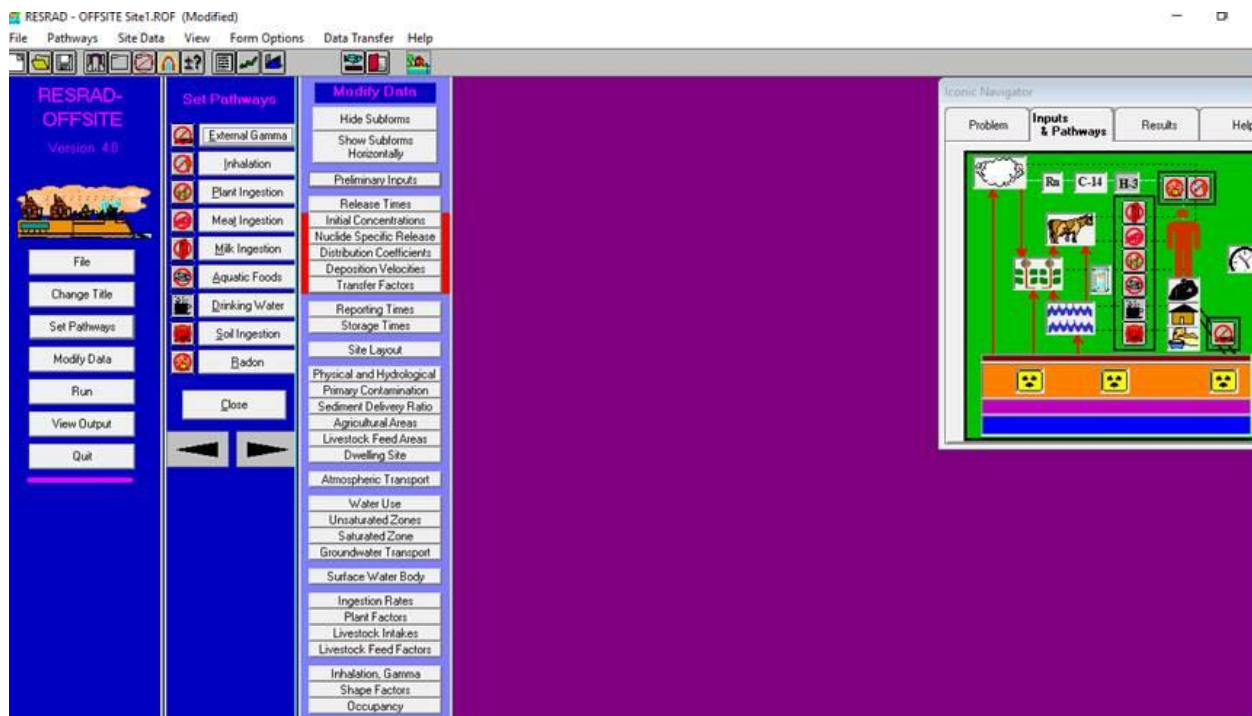 RESRAD - OFFSITE Site1.ROF (Modified)
File Pathways Site Data View Form Options Data Transfer Help
±?
RESRAD-
OFFSITE
Version 4.0
File
Change Title
Set Pathways
Modify Data
Run
View Output
Quit
Set Pathways
External Gamma
Inhalation
Plant Ingestion
Meat Ingestion
Milk Ingestion
Aquatic Foods
Drinking Water
Soil Ingestion
Radon
Close
Modify Data
Hide Subforms
Show Subforms
Horizontally
Preliminary Inputs
Release Times
Initial Concentrations
Nuclide Specific Release
Distribution Coefficients
Deposition Velocities
Transfer Factors
Reporting Times
Storage Times
Site Layout
Physical and Hydrological
Primary Contamination
Sediment Delivery Ratio
Agricultural Areas
Livestock Feed Areas
Dwelling Site
Atmospheric Transport
Water Use
Unsaturated Zones
Saturated Zone
Groundwater Transport
Surface Water Body
Ingestion Rates
Plant Factors
Livestock Intakes
Livestock Feed Factors
Inhalation, Gamma
Shape Factors
Occupancy
Iconic Navigator
Problem
Inputs
& Pathways
Results
Help
Rn C-14 H-3